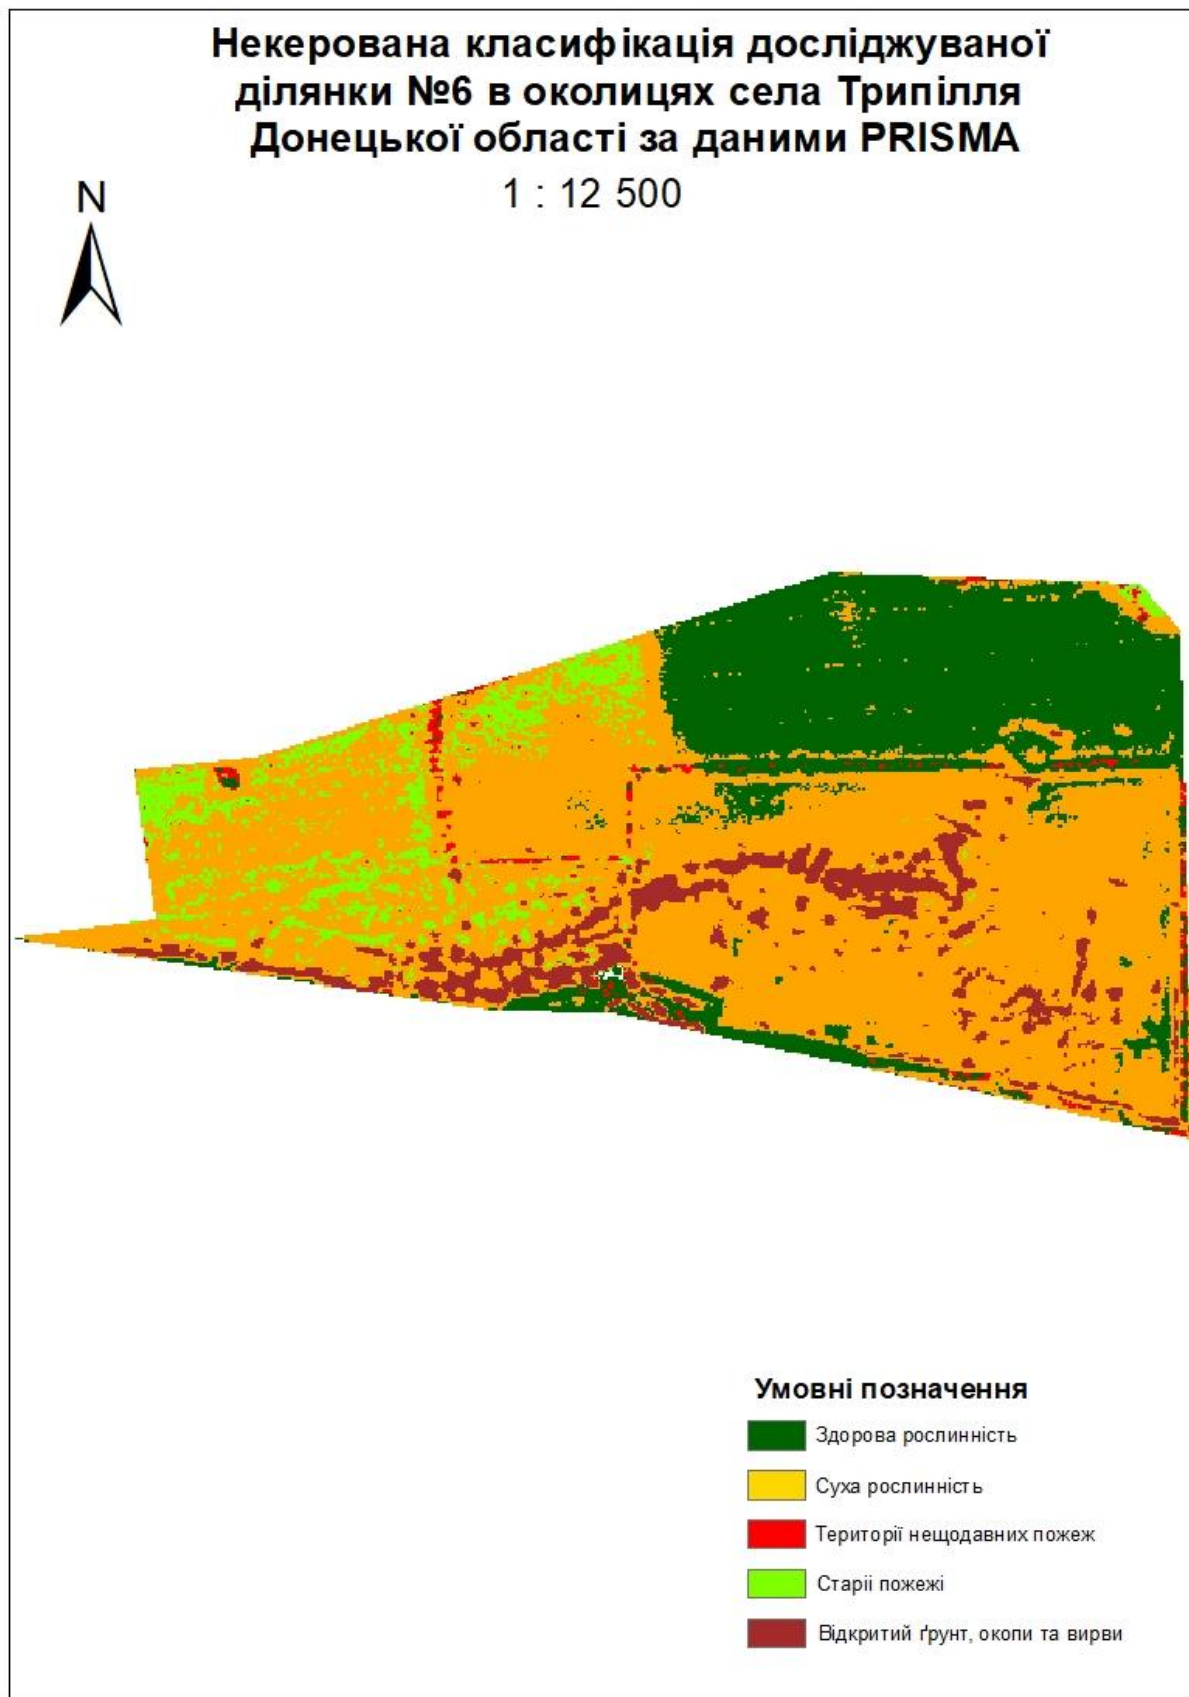 Некерована класифікація досліджуваної
ділянки №6 в околицях села Трипілля
Донецької області за даними PRISMA
1 : 12 500
N
Умовні позначення
Здорова рослинність
Суха рослинність
Території нещодавних пожеж
Старії пожежі
Відкритий ґрунт, окопи та вирви